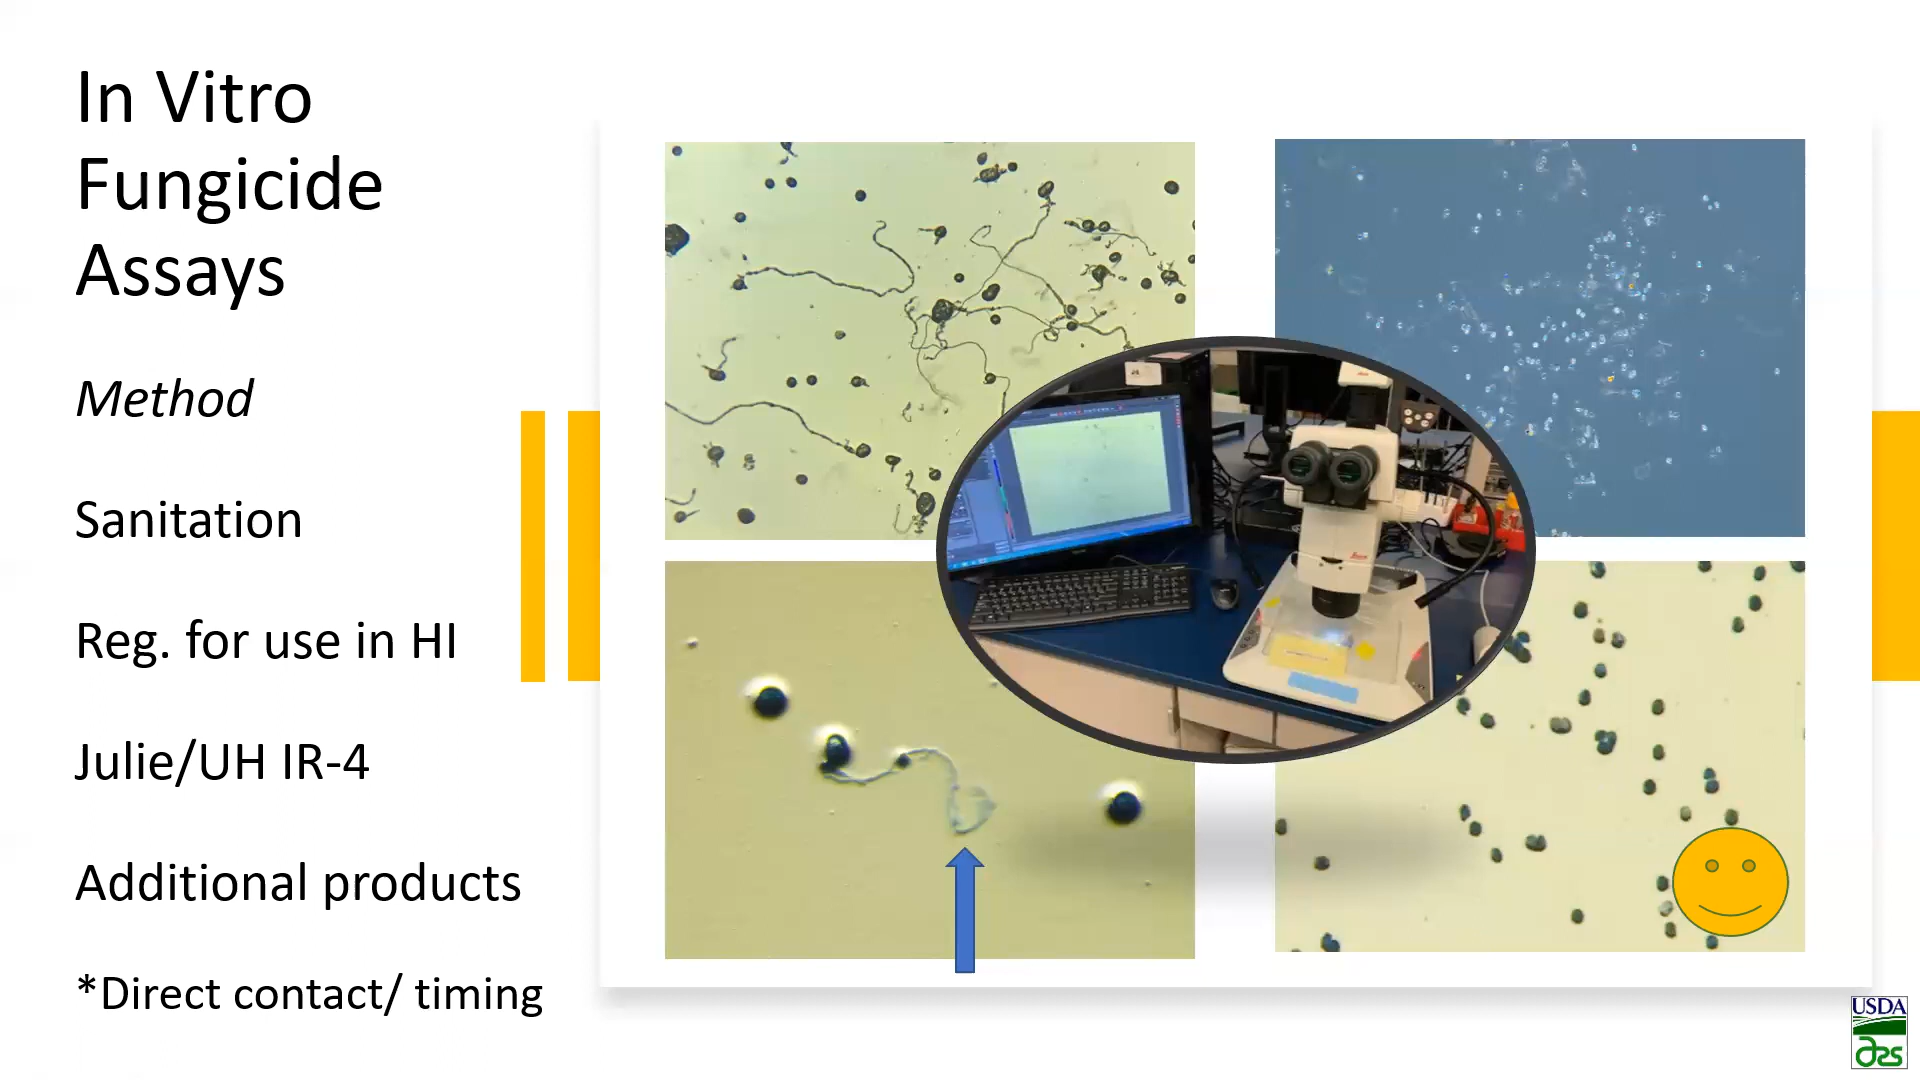 In Vitro
Fungicide
Assays
Method
Sanitation
Reg. for use in HI
Julie/UH IR-4
Additional products
*Direct contact/ timing
Leica
USDA
ars